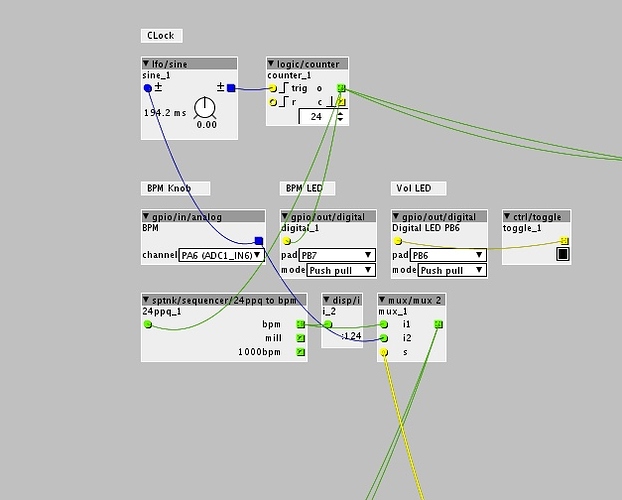 CLock
lfo/sine
sine_1
± ±
194.2 ms
0.00
logic/counter
counter_1
trig o
r c
24
BPM Knob
BPM LED
Vol LED
gpio/in/analog
BPM
channel PA6 (ADC1_IN6)
gpio/out/digital
digital_1
pad PB7
mode Push pull
gpio/out/digital
Digital LED PB6
pad PB6
mode Push pull
ctrl/toggle
toggle_1
sptnk/sequencer/24ppq to bpm
24ppq_1
bpm
mill
1000bpm
disp/i
i_2
:124
mux/mux 2
mux_1
i1
i2
s